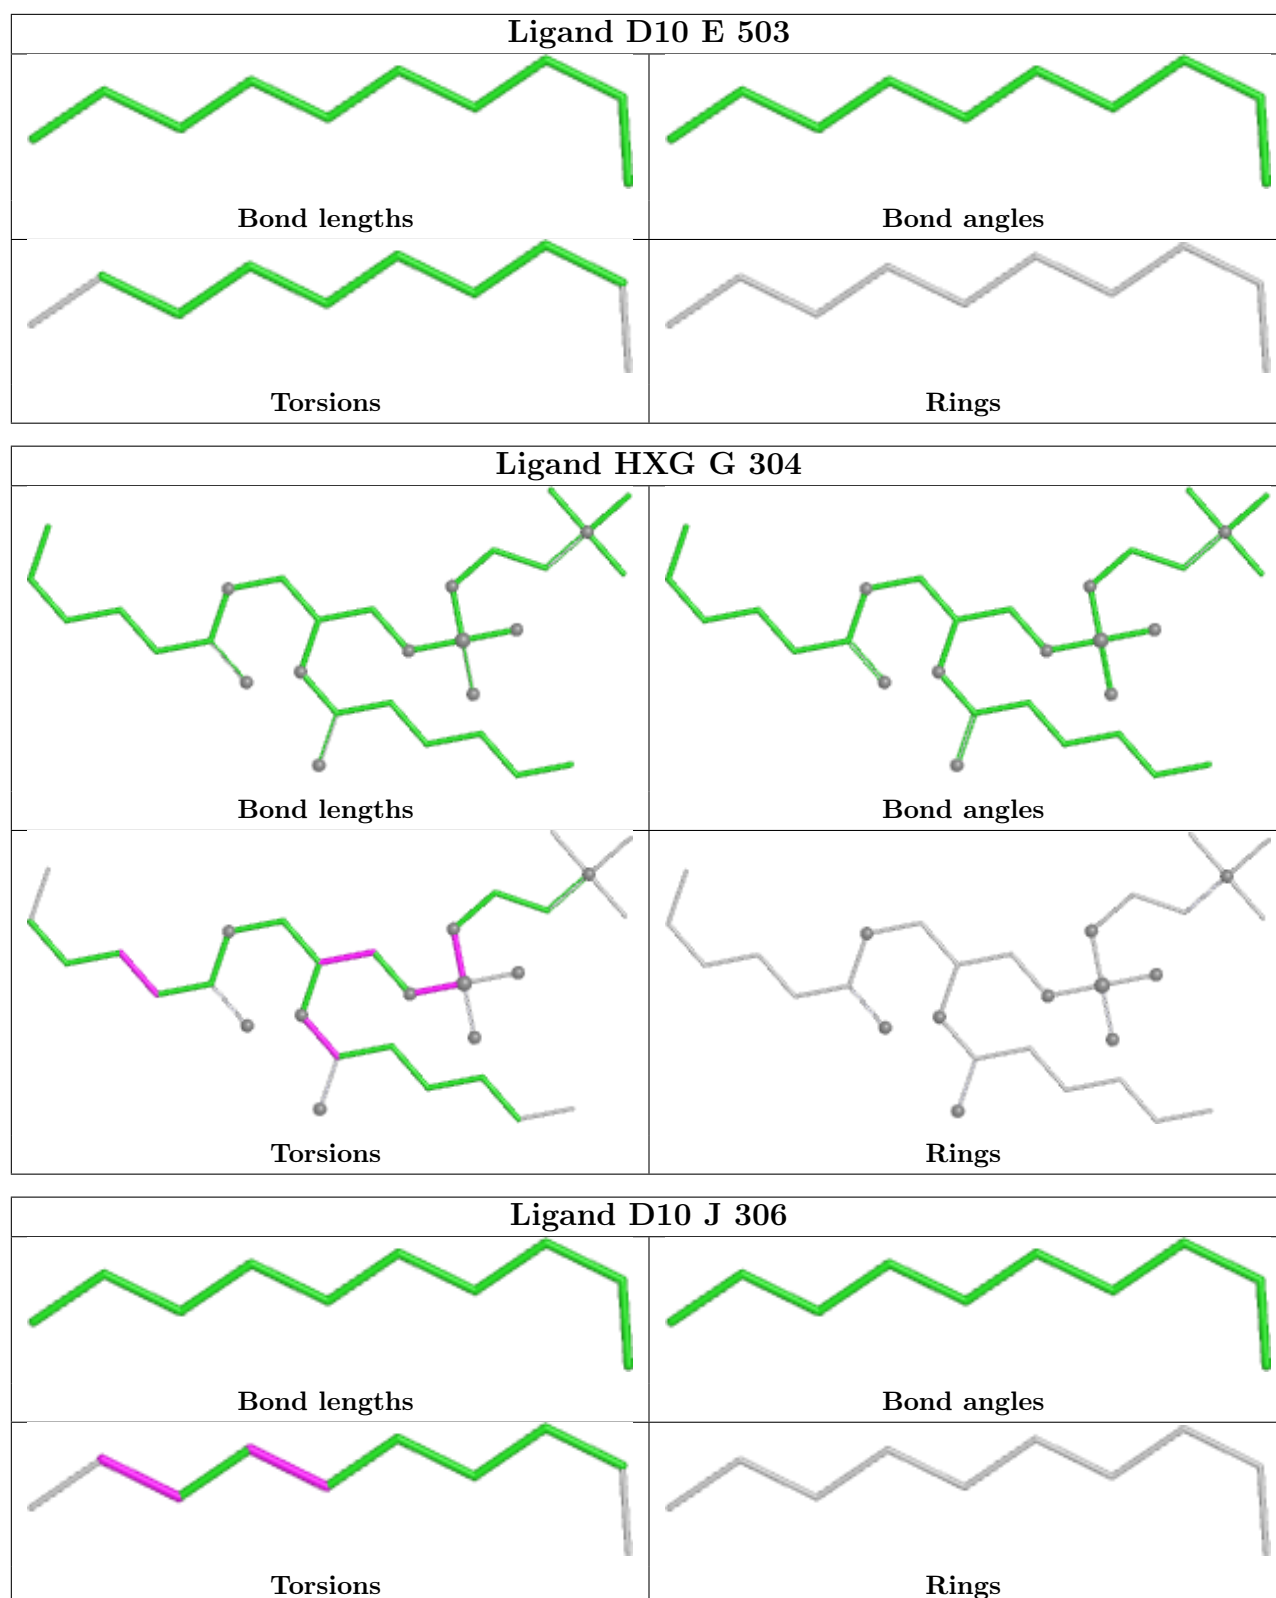 Ligand D10 E 503
Bond lengths
Bond angles
Torsions
Rings
Ligand HXG G 304
Bond lengths
Bond angles
Torsions
Rings
Ligand D10 J 306
Bond lengths
Bond angles
Torsions
Rings